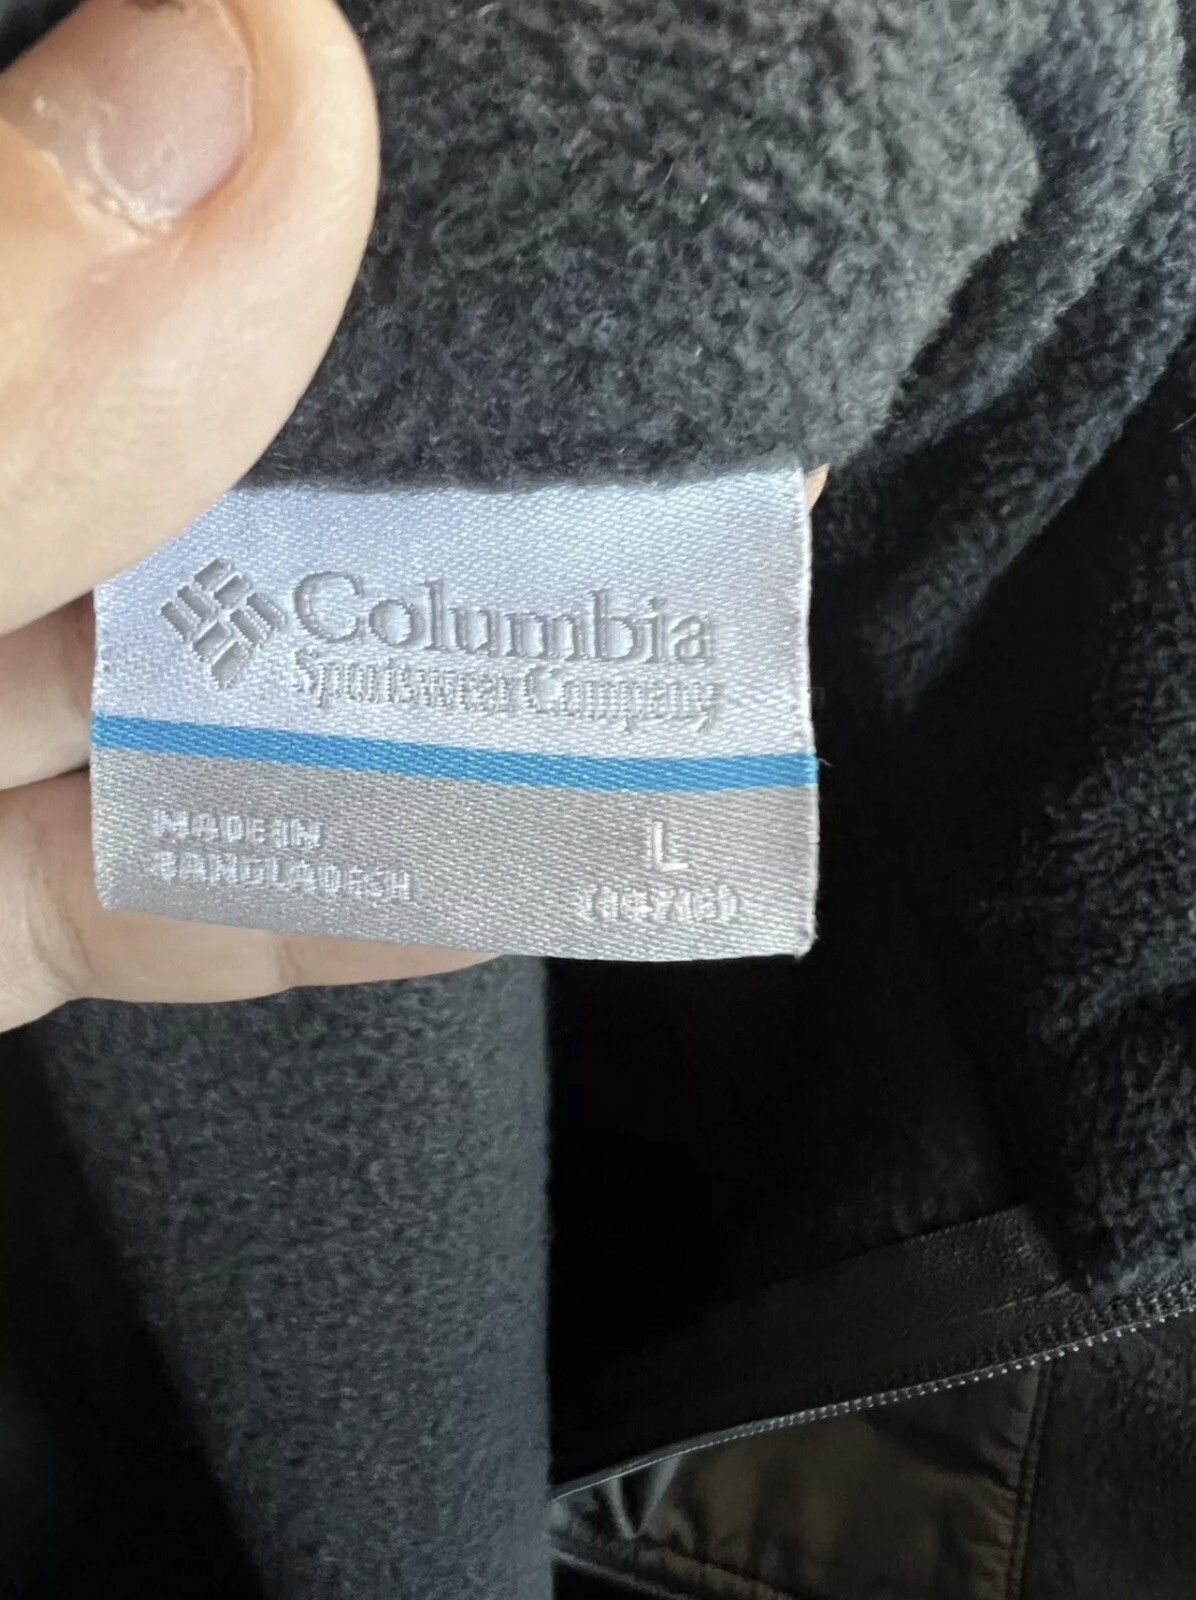 Columbia
Sportswear Company
MADE IN
BANGLADESH
L